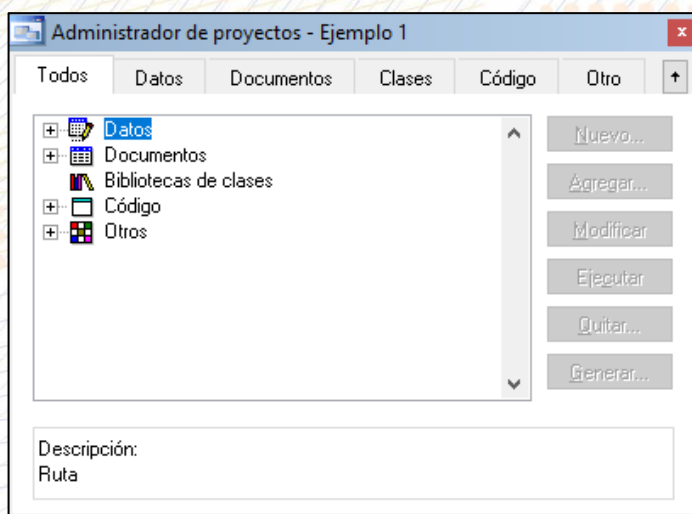 Administrador de proyectos - Ejemplo 1
x
Todos Datos Documentos Clases Código Otro
Datos
Documentos
Bibliotecas de clases
Código
Otros
Nuevo...
Agregar...
Modificar
Ejecutar
Quitar...
Generar...
Descripción:
Ruta